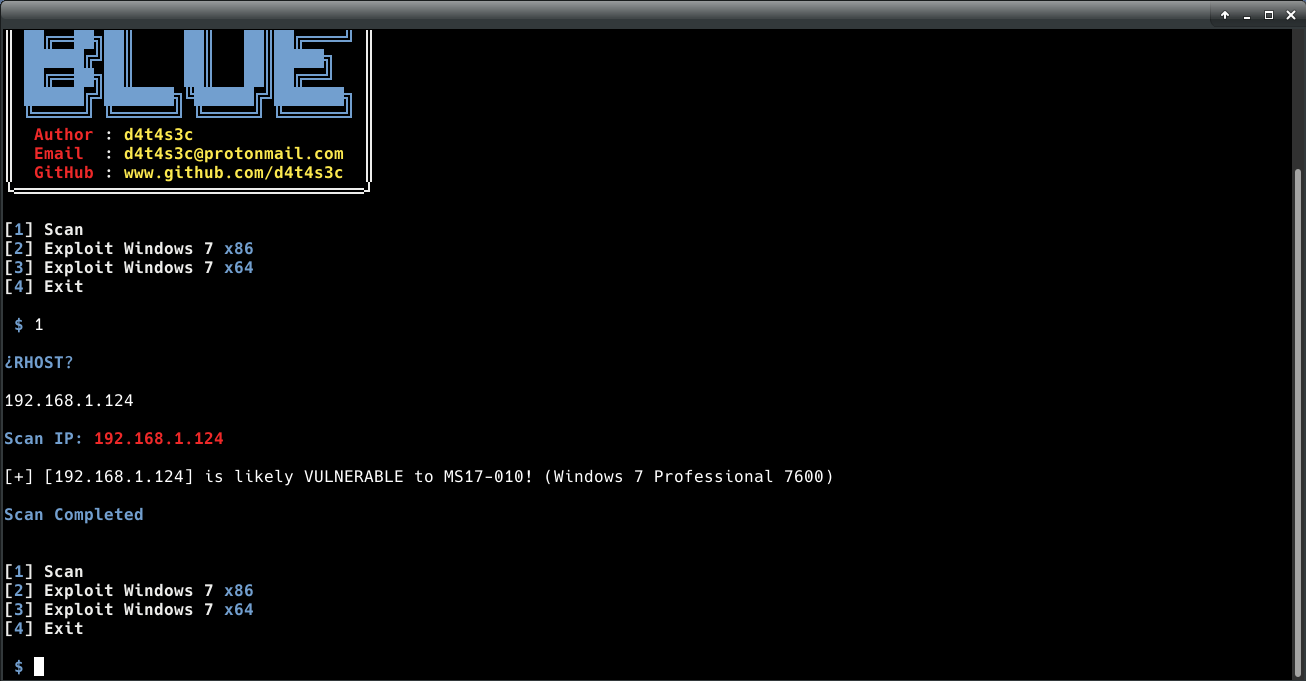 BLUE
Author : d4t4s3c
Email : d4t4s3c@protonmail.com
GitHub : www.github.com/d4t4s3c
[1] Scan
[2] Exploit Windows 7 x86
[3] Exploit Windows 7 x64
[4] Exit
$ 1
¿RHOST?
192.168.1.124
Scan IP: 192.168.1.124
[+] [192.168.1.124] is likely VULNERABLE to MS17-010! (Windows 7 Professional 7600)
Scan Completed
[1] Scan
[2] Exploit Windows 7 x86
[3] Exploit Windows 7 x64
[4] Exit
$